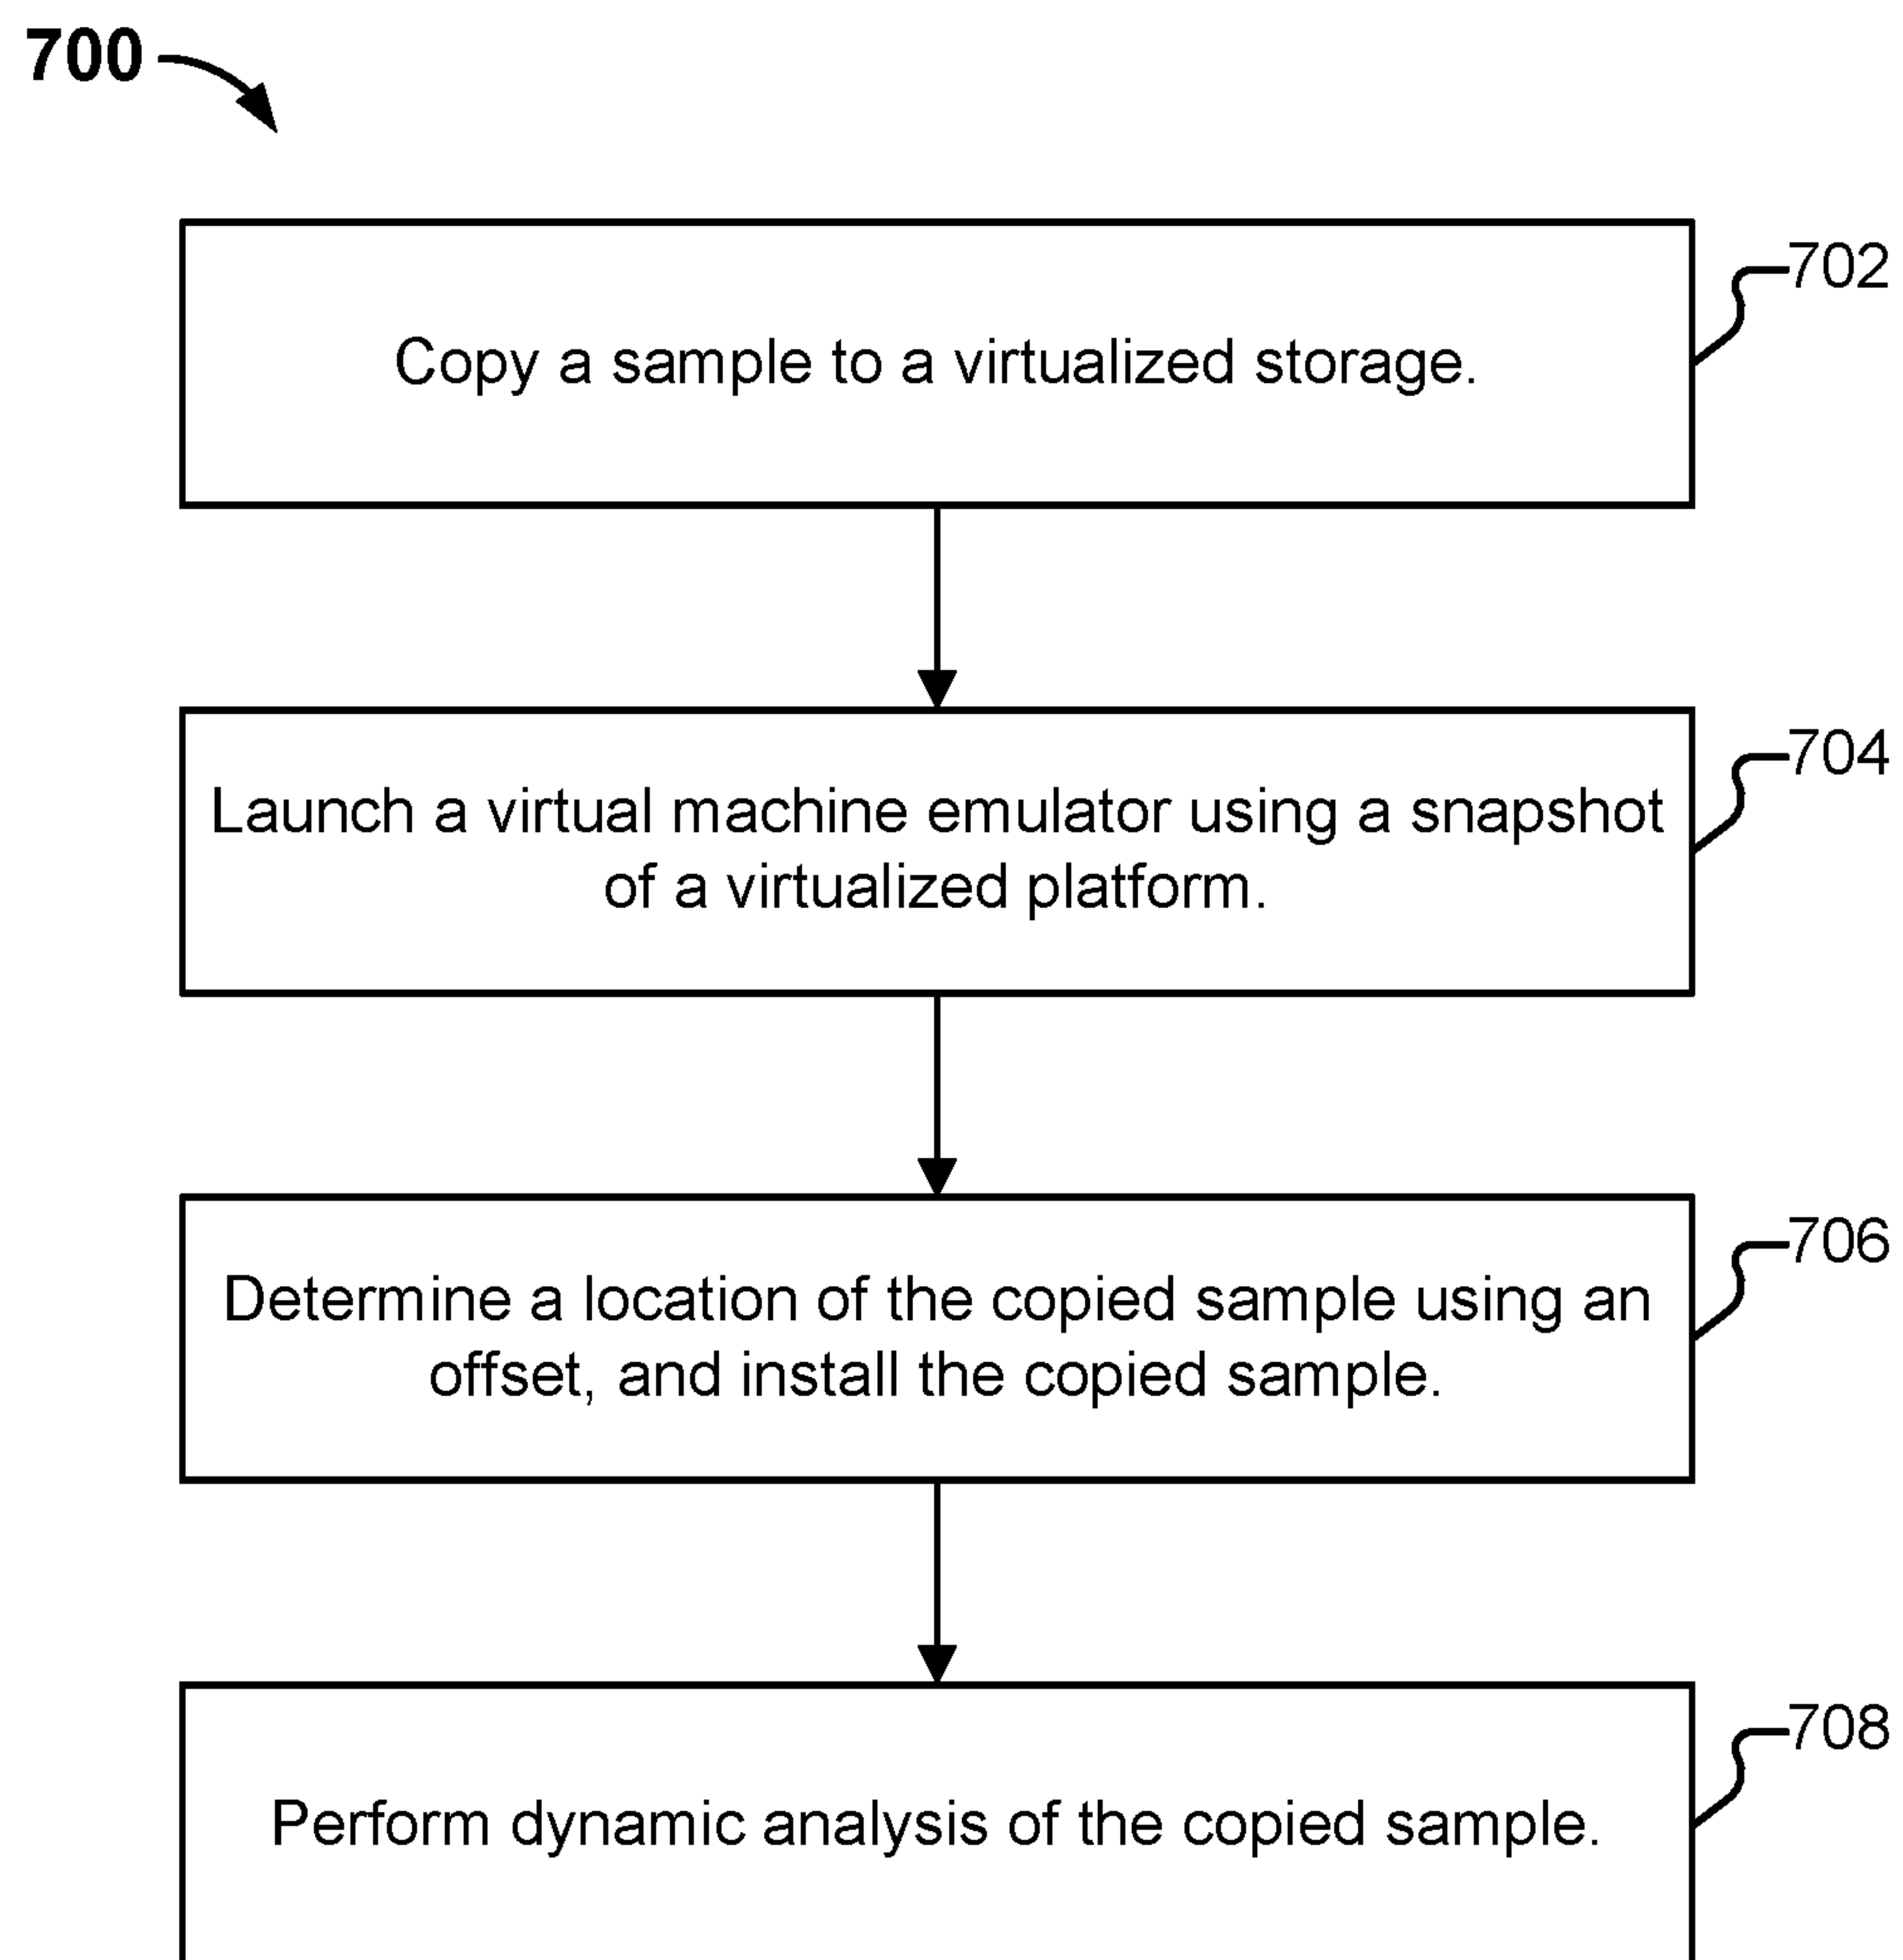 700
702
Copy a sample to a virtualized storage.
704
Launch a virtual machine emulator using a snapshot
of a virtualized platform.
706
Determine a location of the copied sample using an
offset, and install the copied sample.
708
Perform dynamic analysis of the copied sample.